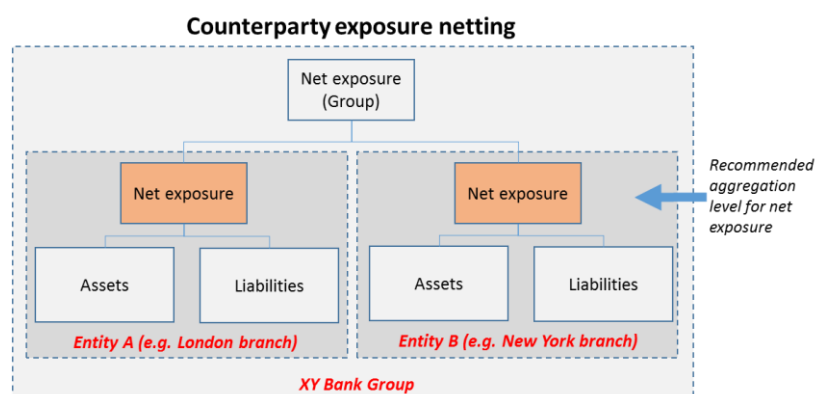 Counterparty exposure netting
Net exposure
(Group)
Net exposure
Net exposure
Recommended
aggregation
level for net
exposure
Assets
Liabilities
Assets
Liabilities
Entity A (e.g. London branch)
Entity B (e.g. New York branch)
XY Bank Group